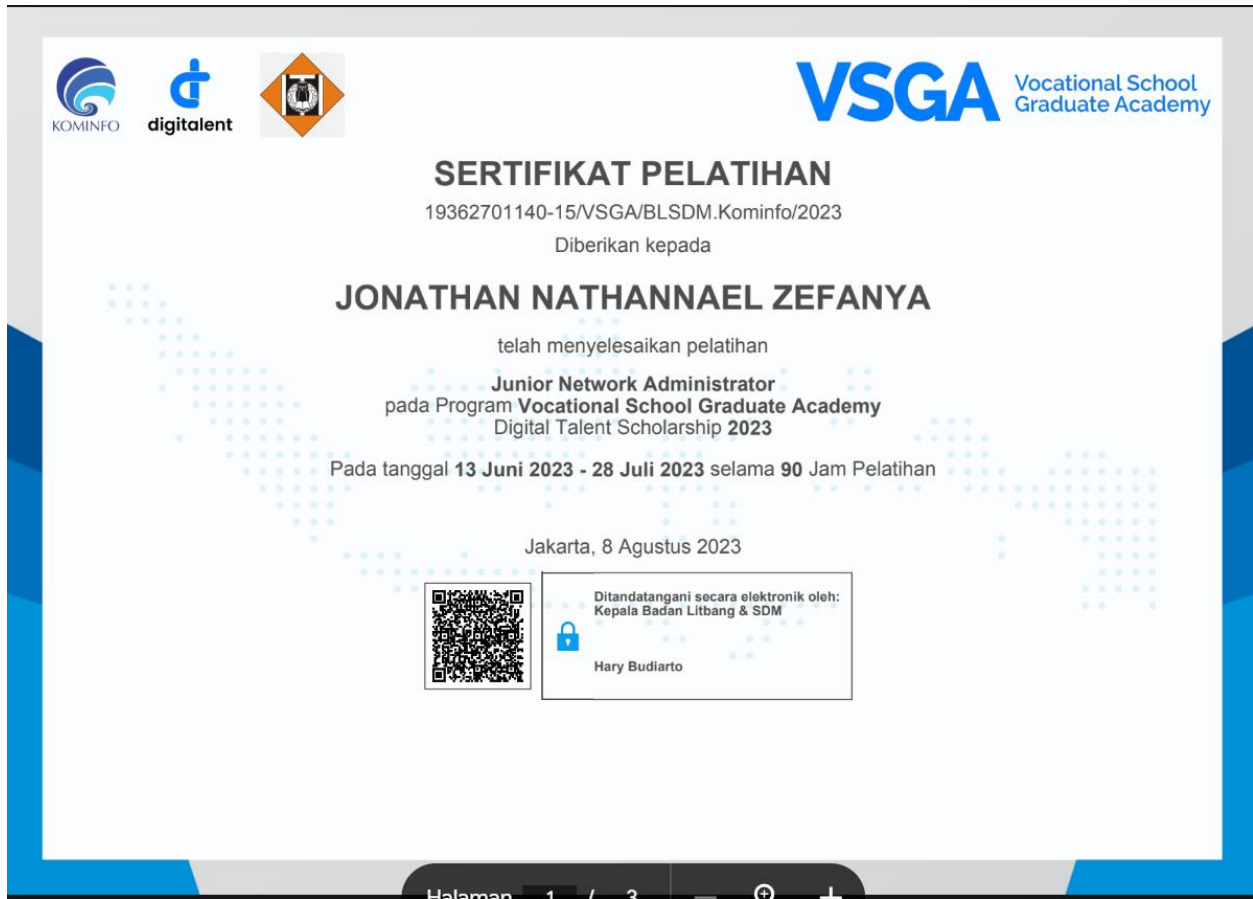 KOMINFO
digitalent
VSGA
Vocational School
Graduate Academy
SERTIFIKAT PELATIHAN
19362701140-15/VSGA/BLSDM.Kominfo/2023
Diberikan kepada
JONATHAN NATHANNAEL ZEFANYA
telah menyelesaikan pelatihan
Junior Network Administrator
pada Program Vocational School Graduate Academy
Digital Talent Scholarship 2023
Pada tanggal 13 Juni 2023 - 28 Juli 2023 selama 90 Jam Pelatihan
Jakarta, 8 Agustus 2023
Ditandatangani secara elektronik oleh:
Kepala Badan Litbang & SDM
Hary Budiarto
Halaman 1 / 3